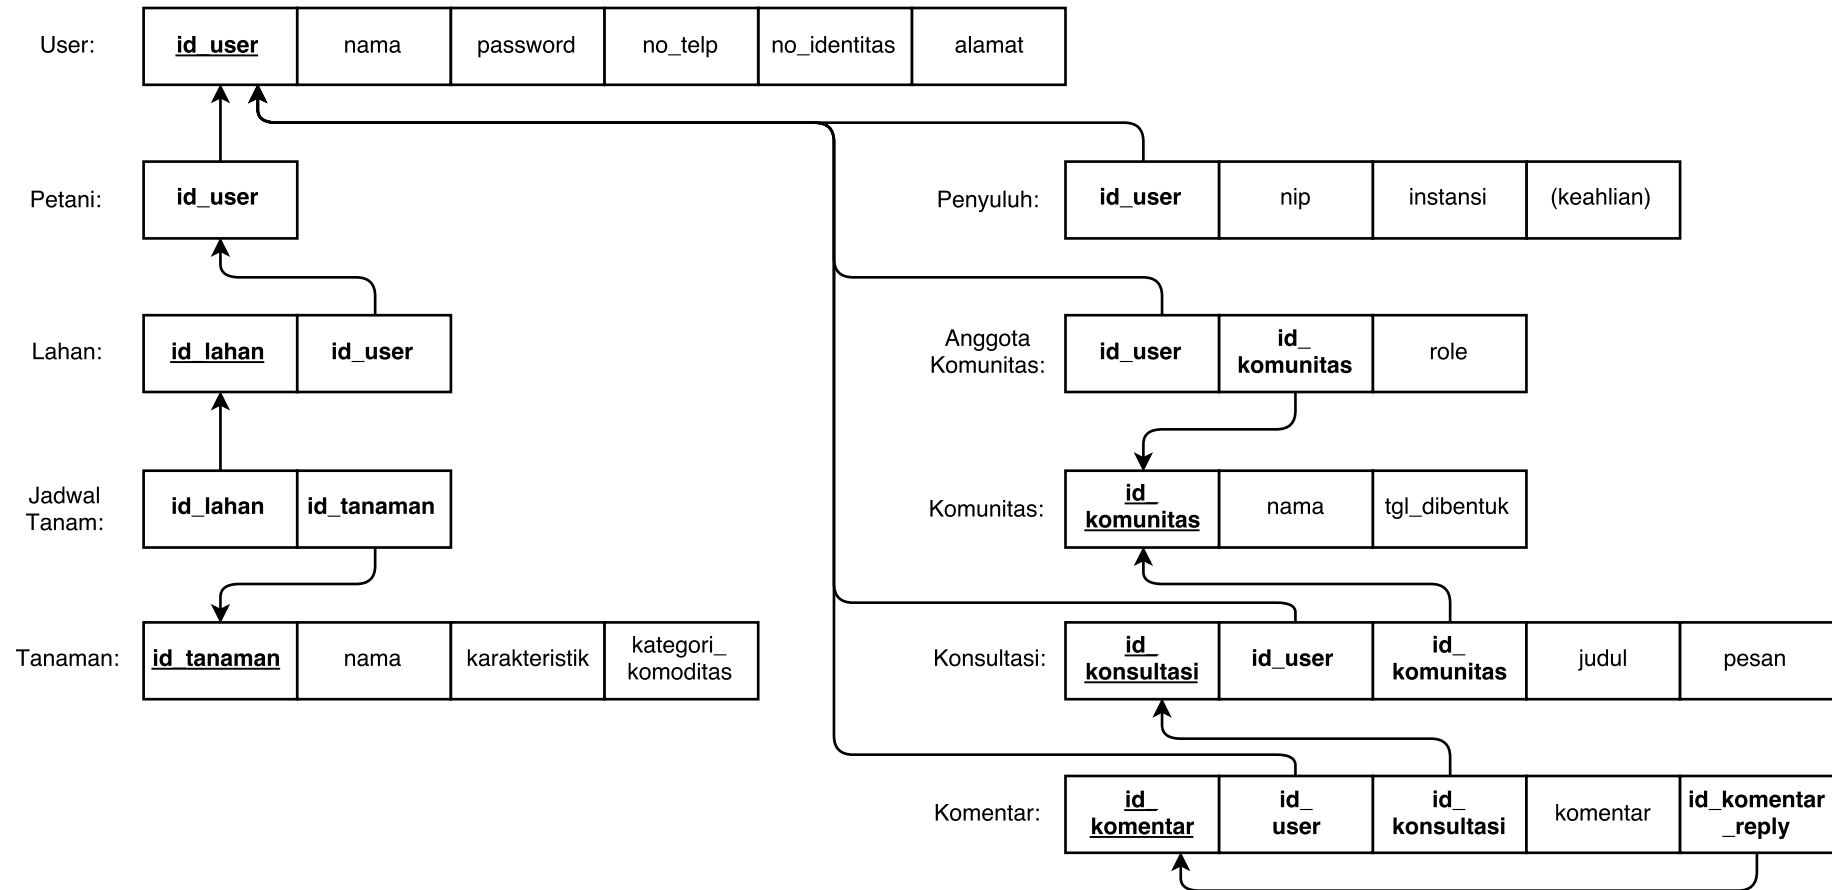 User:
id_user
nama
password
no_telp
no_identitas
alamat
Petani:
id_user
Penyuluh:
id_user
nip
instansi
(keahlian)
Lahan:
id_lahan
id_user
Anggota
Komunitas:
id_user
id_
komunitas
role
Jadwal
Tanam:
id_lahan
id_tanaman
Komunitas:
id_
komunitas
nama
tgl_dibentuk
Tanaman:
id_tanaman
nama
karakteristik
kategori_
komoditas
Konsultasi:
id_
konsultasi
id_user
id_
komunitas
judul
pesan
Komentar:
id_
komentar
id_
user
id_
konsultasi
komentar
id_komentar
_reply